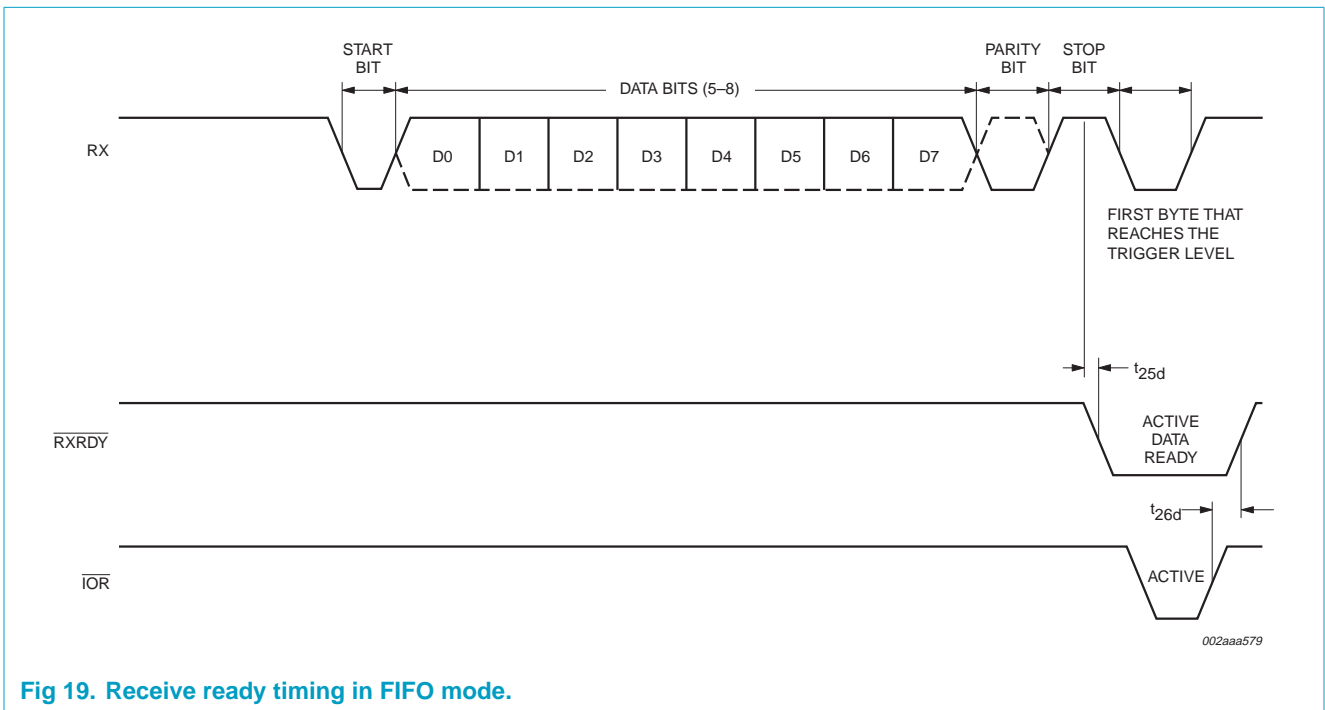 START
BIT
DATA BITS (5–8)
PARITY
BIT
STOP
BIT
RX
D0
D1
D2
D3
D4
D5
D6
D7
FIRST BYTE THAT
REACHES THE
TRIGGER LEVEL
t25d
RXRDY
ACTIVE
DATA
READY
t26d
IOR
ACTIVE
002aaa579
Fig 19. Receive ready timing in FIFO mode.